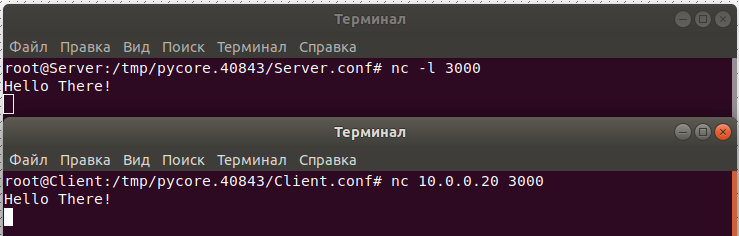 Терминал
Файл Правка Вид Поиск Терминал Справка
root@Server:/tmp/pycore.40843/Server.conf# nc -l 3000
Hello There!
Терминал
Файл Правка Вид Поиск Терминал Справка
root@Client:/tmp/pycore.40843/Client.conf# nc 10.0.0.20 3000
Hello There!